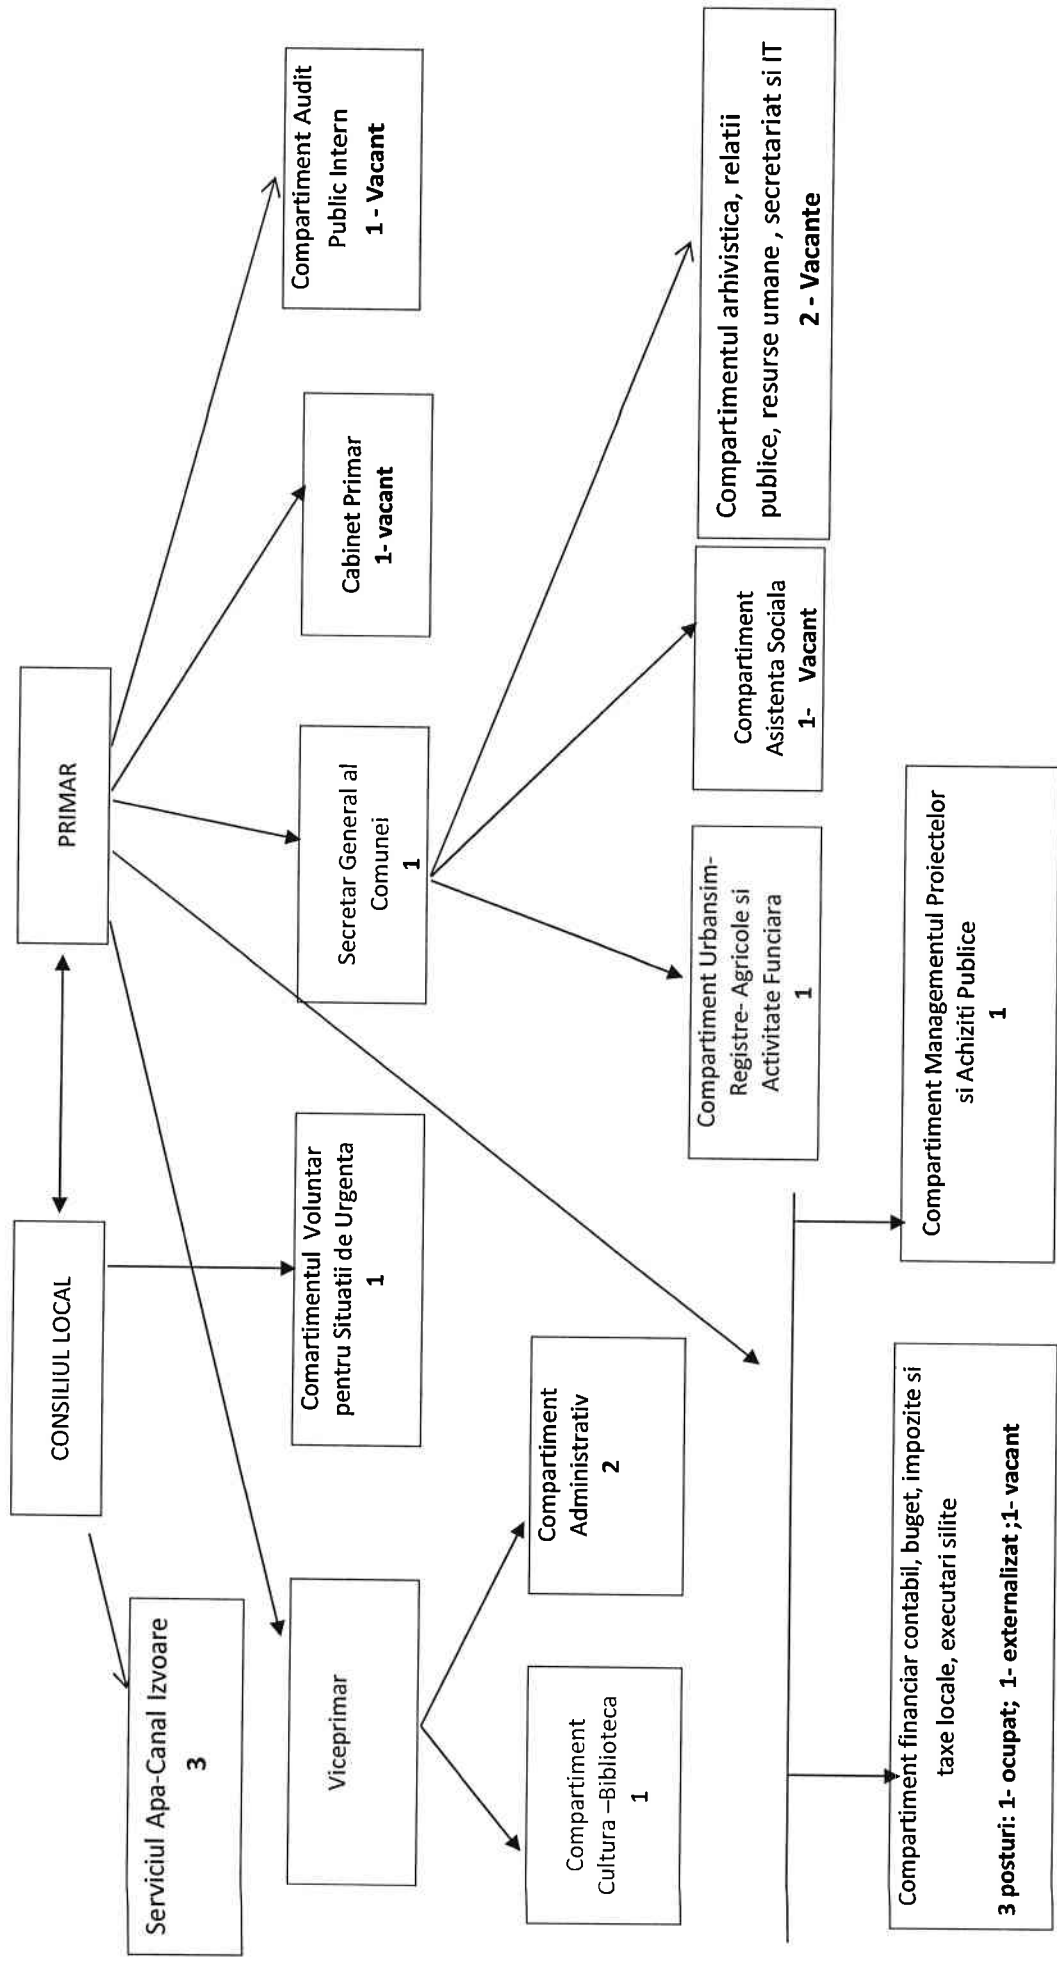 CONSILIUL LOCAL
PRIMAR
Serviciul Apa-Canal Izvoare
3
Viceprimar
Comartimentul Voluntar
pentru Situatii de Urgenta
1
Secretar General al
Comunei
1
Cabinet Primar
1- vacant
Compartiment Audit
Public Intern
1 - Vacant
Compartiment
Cultura –Biblioteca
1
Compartiment
Administrativ
2
Compartiment Urbansim-
Registre- Agricole si
Activitate Funciara
1
Compartiment
Asistenta Sociala
1- Vacant
Compartimentul arhivistica, relatii
publice, resurse umane , secretariat si IT
2 - Vacante
Compartiment financiar contabil, buget, impozite si
taxe locale, executari silite
3 posturi: 1- ocupat; 1- externalizat ;1- vacant
Compartiment Managementul Proiectelor
si Achiziti Publice
1